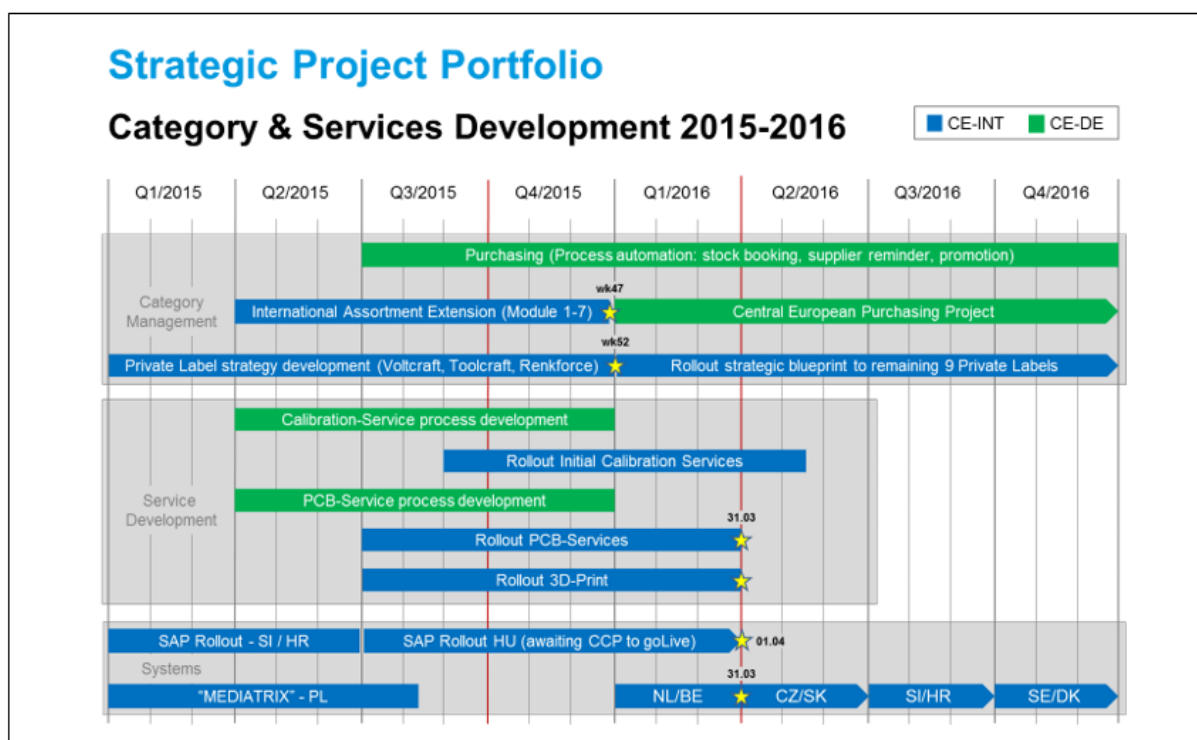 Strategic Project Portfolio
Category & Services Development 2015-2016
CE-INT
CE-DE
Q1/2015
Q2/2015
Q3/2015
Q4/2015
Q1/2016
Q2/2016
Q3/2016
Q4/2016
Category
Management
Purchasing (Process automation: stock booking, supplier reminder, promotion)
wk47
International Assortment Extension (Module 1-7)
Central European Purchasing Project
wk52
Private Label strategy development (Voltcraft, Toolcraft, Renkforce)
Rollout strategic blueprint to remaining 9 Private Labels
Service
Development
Calibration-Service process development
Rollout Initial Calibration Services
PCB-Service process development
31.03
Rollout PCB-Services
Rollout 3D-Print
Systems
SAP Rollout - SI / HR
SAP Rollout HU (awaiting CCP to goLive)
01.04
31.03
"MEDIATRIX" - PL
NL/BE
CZ/SK
SI/HR
SE/DK